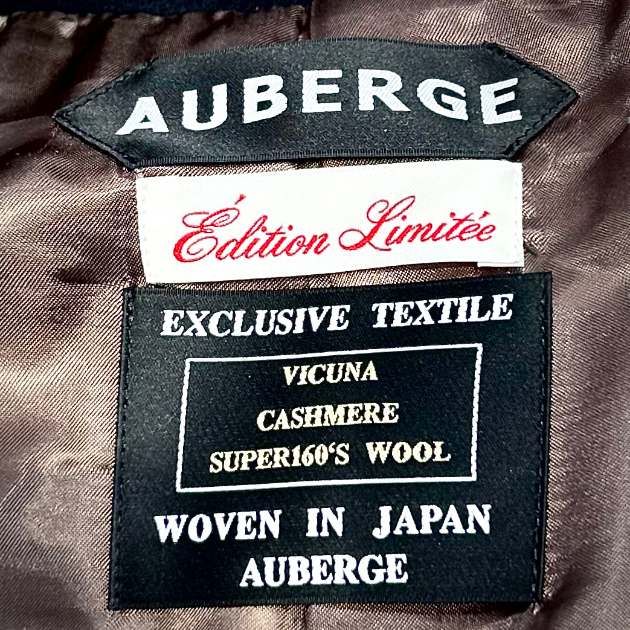 AUBERGE
Édition Limitée
EXCLUSIVE TEXTILE
VICUNA
CASHMERE
SUPER160‘S WOOL
WOVEN IN JAPAN
AUBERGE